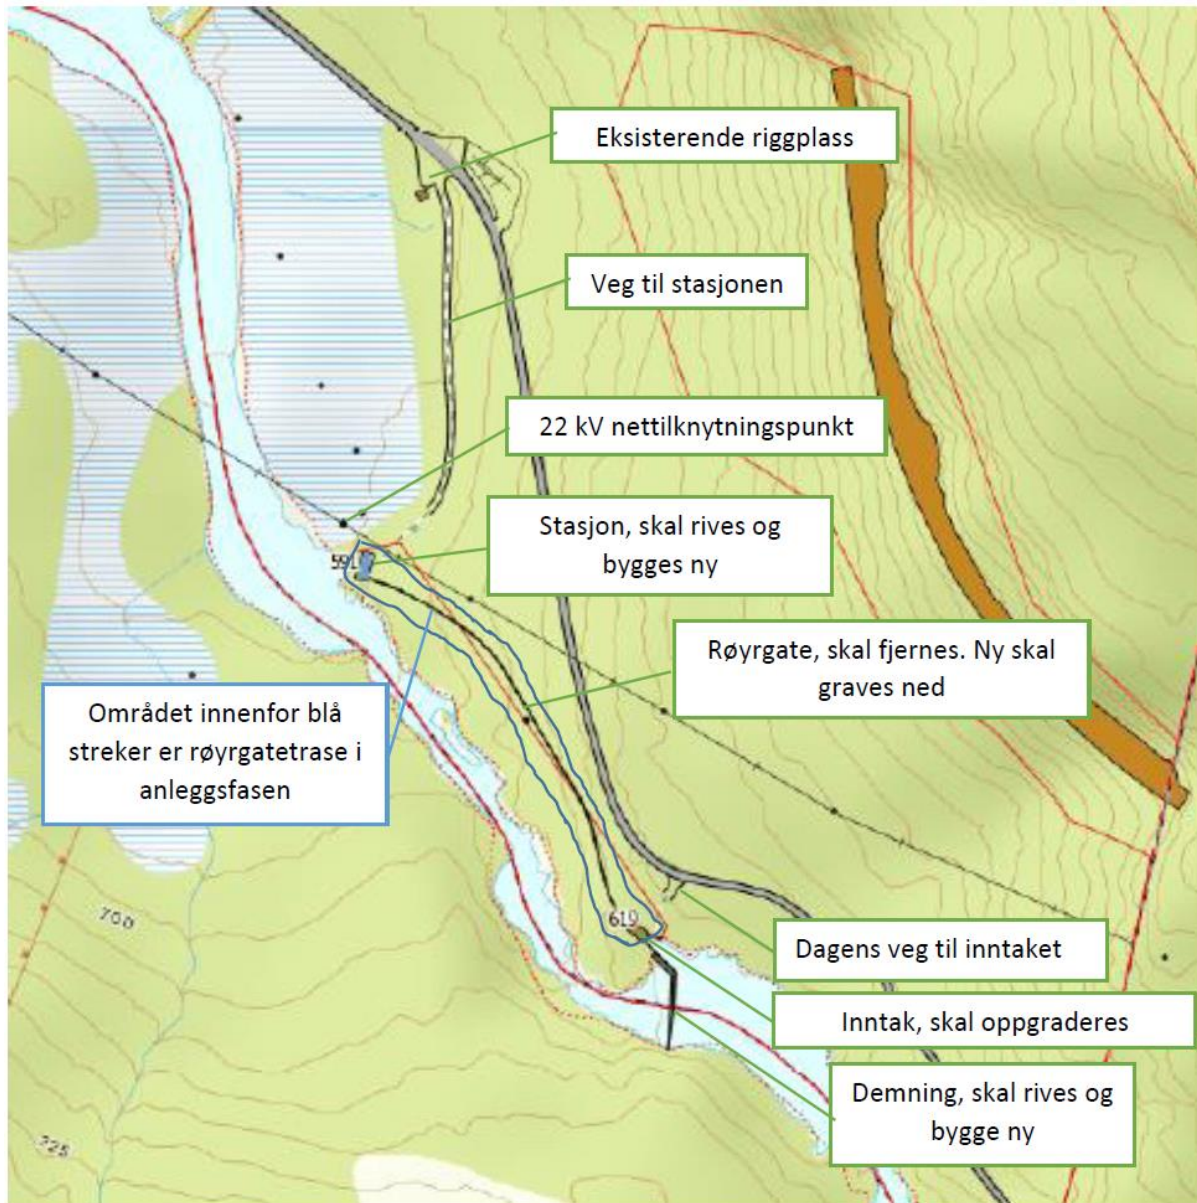 Eksisterende riggplass
Veg til stasjonen
22 kV nettilknytningspunkt
Stasjon, skal rives og
bygges ny
591
Røyrgate, skal fjernes. Ny skal
graves ned
Området innenfor blå
streker er røyrgatetrase i
anleggsfasen
700
619
Dagens veg til inntaket
Inntak, skal oppgraderes
Demning, skal rives og
bygge ny
725